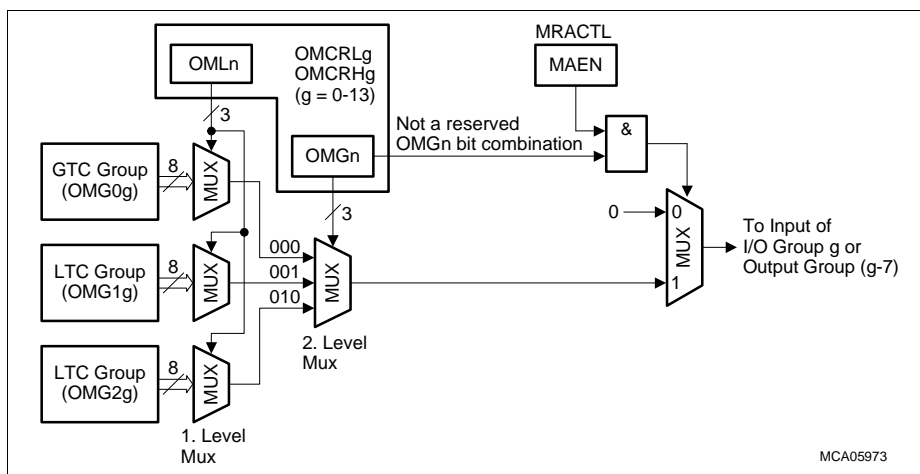 OMLn
OMCRLg
OMCRHg
(g = 0-13)
MRACTL
MAEN
3
Not a reserved
OMGn bit combination
&
OMGn
GTC Group
(OMG0g)
8
MUX
3
0
0
MUX
1
To Input of
I/O Group g or
Output Group (g-7)
000
001
010
MUX
LTC Group
(OMG1g)
8
MUX
2. Level
Mux
LTC Group
(OMG2g)
8
MUX
1. Level
Mux
MCA05973